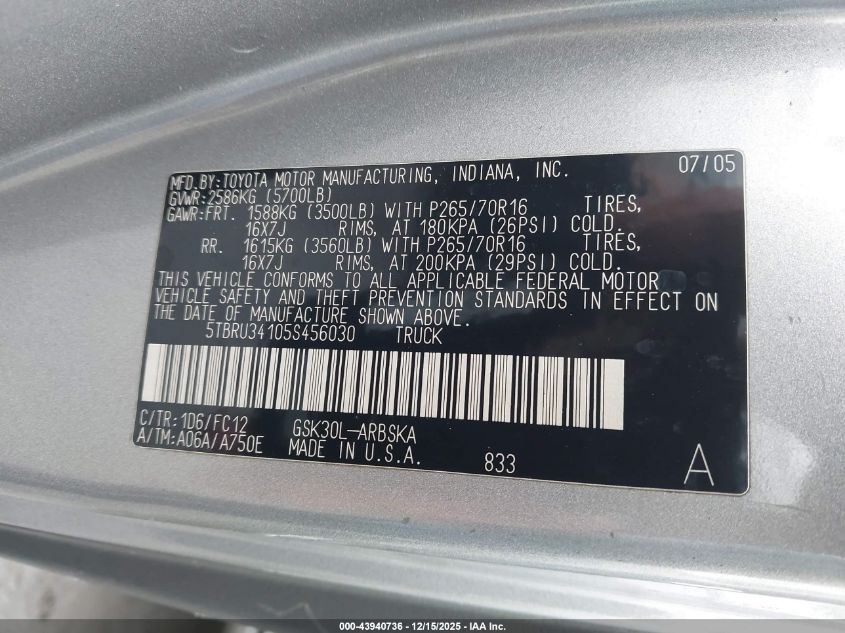 MFD.BY:TOYOTA MOTOR MANUFACTURING, INDIANA, INC. 07/05
GVWR:2586KG (5700LB)
GAWR:FRT. 1588KG (3500LB) WITH P265/70R16 TIRES,
16X7J RIMS, AT 180KPA (26PSI) COLD.
RR. 1615KG (3560LB) WITH P265/70R16 TIRES,
16X7J RIMS, AT 200KPA (29PSI) COLD.
THIS VEHICLE CONFORMS TO ALL APPLICABLE FEDERAL MOTOR
VEHICLE SAFETY AND THEFT PREVENTION STANDARDS IN EFFECT ON
THE DATE OF MANUFACTURE SHOWN ABOVE.
5TBRU34105S456030 TRUCK
C/TR:1D6/FC12 GSK30L-ARBSKA
A/TM:A06A/A750E MADE IN U.S.A. 833 A
000-43940736 - 12/15/2025 - IAA Inc.